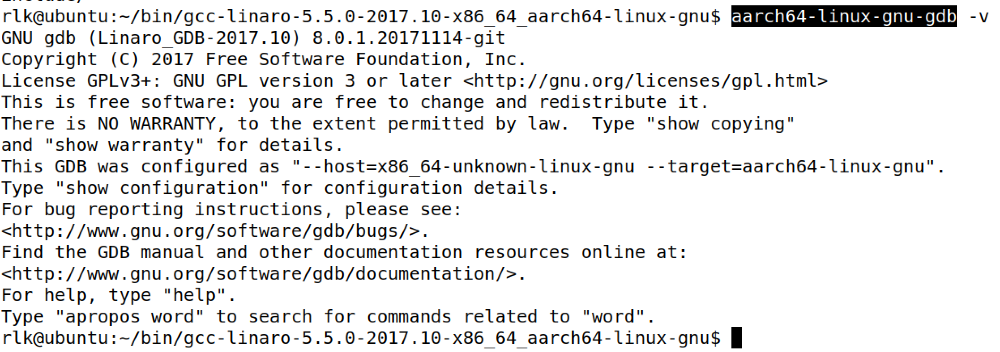 rlk@ubuntu:~/bin/gcc-linaro-5.5.0-2017.10-x86_64_aarch64-linux-gnu$ aarch64-linux-gnu-gdb -v
GNU gdb (Linaro_GDB-2017.10) 8.0.1.20171114-git
Copyright (C) 2017 Free Software Foundation, Inc.
License GPLv3+: GNU GPL version 3 or later <http://gnu.org/licenses/gpl.html>
This is free software: you are free to change and redistribute it.
There is NO WARRANTY, to the extent permitted by law.  Type "show copying"
and "show warranty" for details.
This GDB was configured as "--host=x86_64-unknown-linux-gnu --target=aarch64-linux-gnu".
Type "show configuration" for configuration details.
For bug reporting instructions, please see:
<http://www.gnu.org/software/gdb/bugs/>.
Find the GDB manual and other documentation resources online at:
<http://www.gnu.org/software/gdb/documentation/>.
For help, type "help".
Type "apropos word" to search for commands related to "word".
rlk@ubuntu:~/bin/gcc-linaro-5.5.0-2017.10-x86_64_aarch64-linux-gnu$